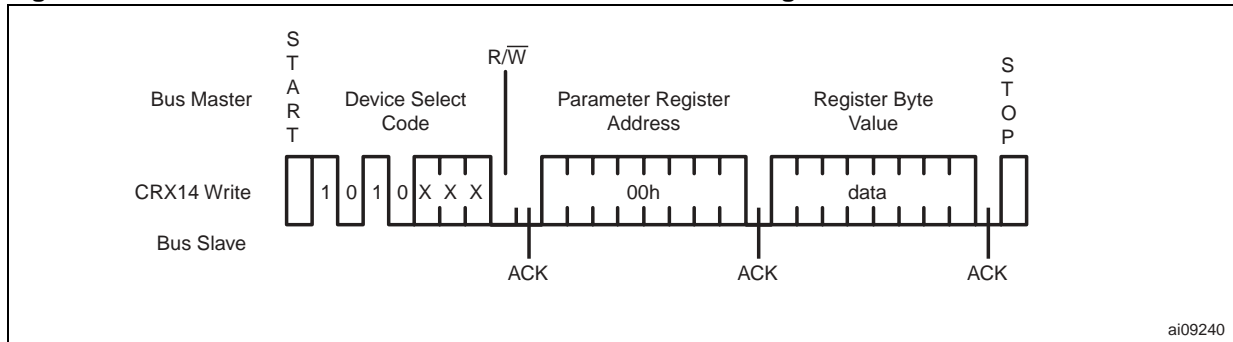 S
T
A
R
T
R/W
S
T
O
P
Bus Master
Device Select
Code
Parameter Register
Address
Register Byte
Value
CRX14 Write
1 0 1 0 X X X
00h
data
Bus Slave
ACK
ACK
ACK
ai09240